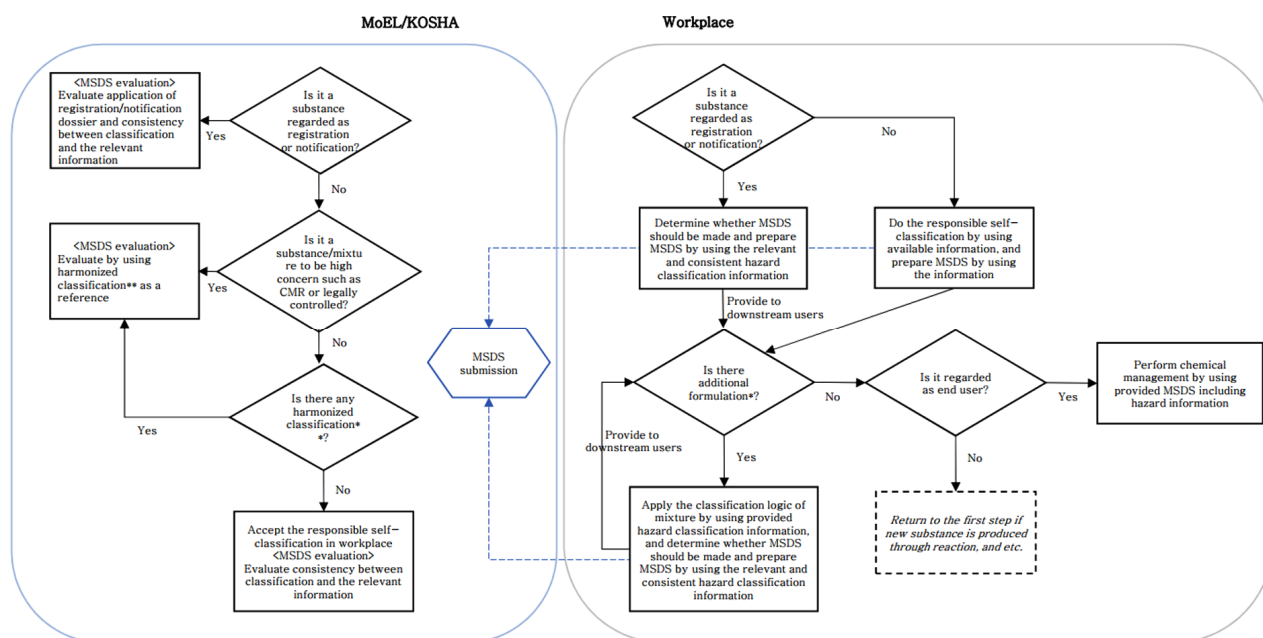 MoEL/KOSHA
<MSDS evaluation>
Evaluate application of
registration/notification
dossier and consistency
between classification
and the relevant
information
Yes
Is it a
substance
regarded as
registration
or notification?
No
<MSDS evaluation>
Evaluate by using
harmonized
classification** as a
reference
Yes
Is it a
substance/mixtu
re to be high
concern such as
CMR or legally
controlled?
No
Yes
Is there any
harmonized
classification*
*?
No
Accept the responsible self-
classification in workplace
<MSDS evaluation>
Evaluate consistency between
classification and the relevant
information
MSDS
submission
Workplace
Is it a
substance
regarded as
registration
or notification?
No
Yes
Determine whether MSDS
should be made and prepare
MSDS by using the relevant
and consistent hazard
classification information
Do the responsible self-
classification by using
available information, and
prepare MSDS by using
the information
Provide to
downstream users
Is there
additional
formulation*?
No
Is it regarded
as end user?
Yes
Perform chemical
management by using
provided MSDS including
hazard information
Provide to
downstream users
Yes
No
Apply the classification logic of
mixture by using provided
hazard classification information,
and determine whether MSDS
should be made and prepare
MSDS by using the relevant and
consistent hazard classification
information
Return to the first step if
new substance is produced
through reaction, and etc.